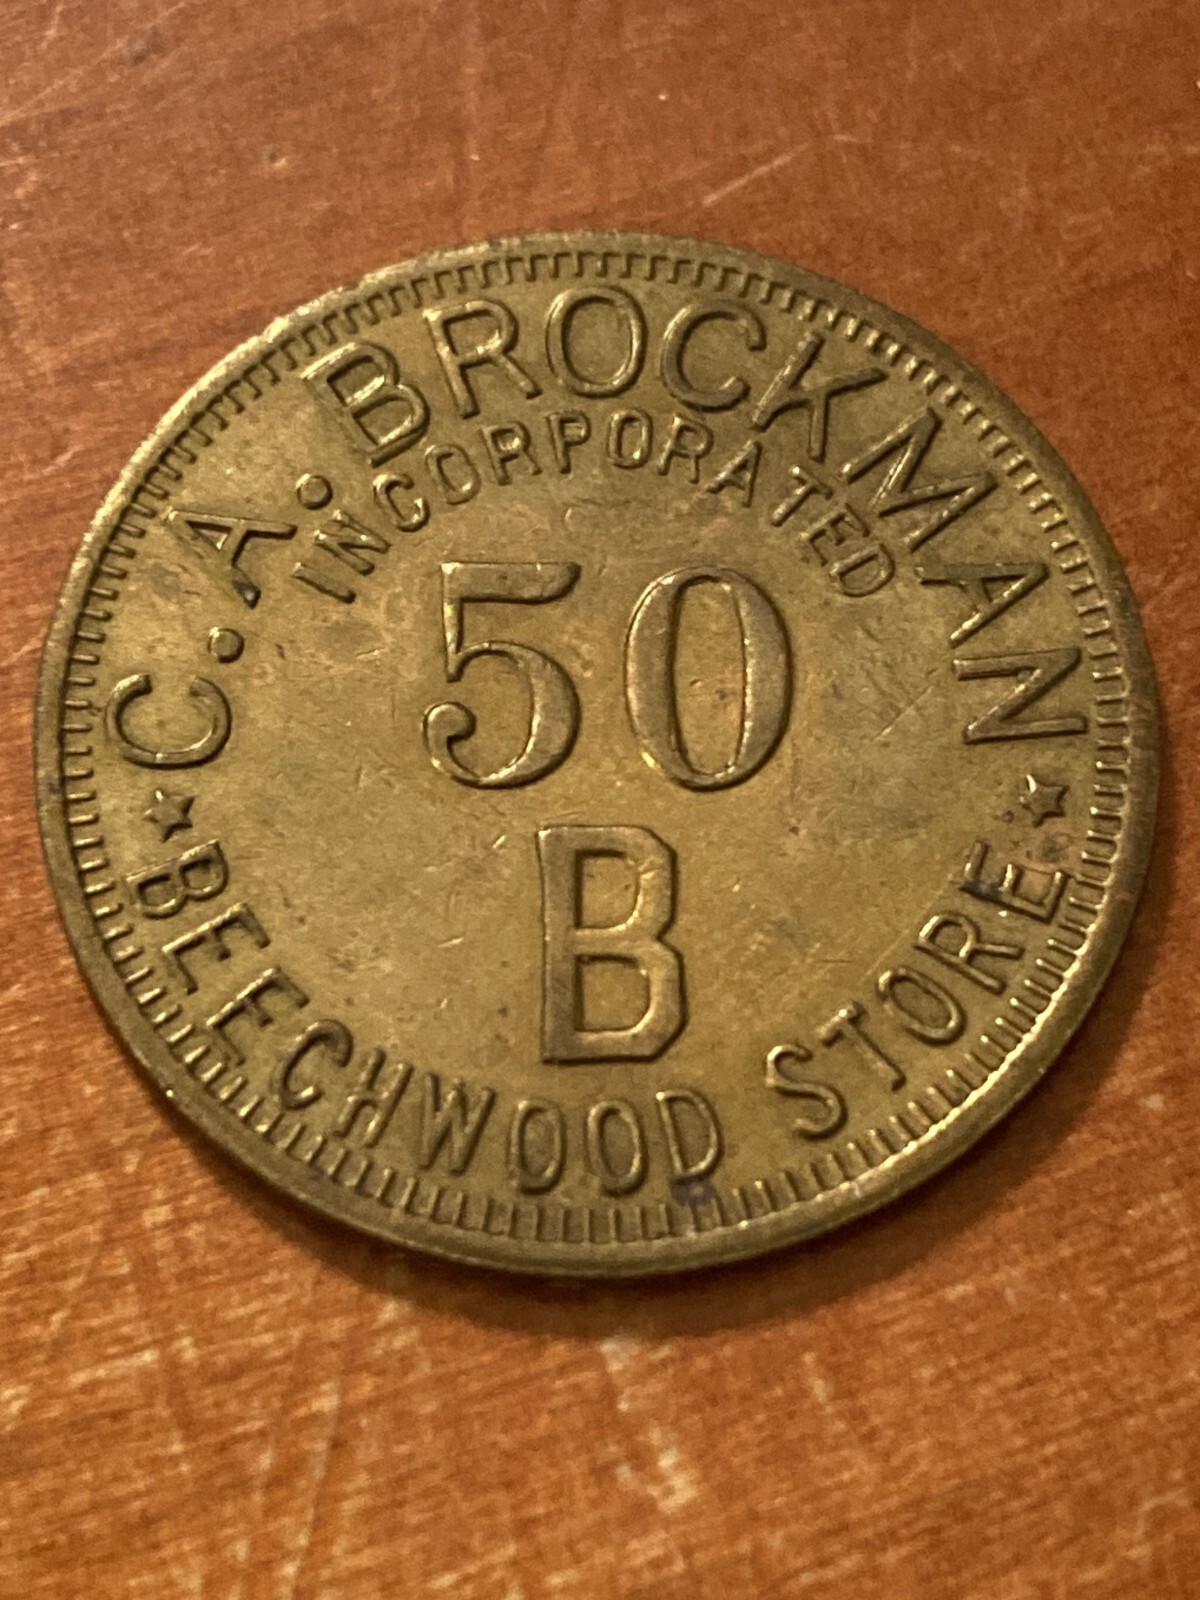 C. A. BROCKMAN
INCORPORATED
50
B
★ BEECHWOOD STORE ★